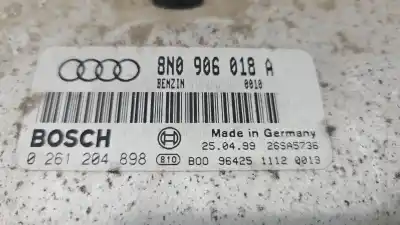 8N0 906 018 A
BENZIN 0010
BOSCH
Made in Germany
25.04.99 26SA5736
0 261 204 898 810 B00 96425 1112 0013